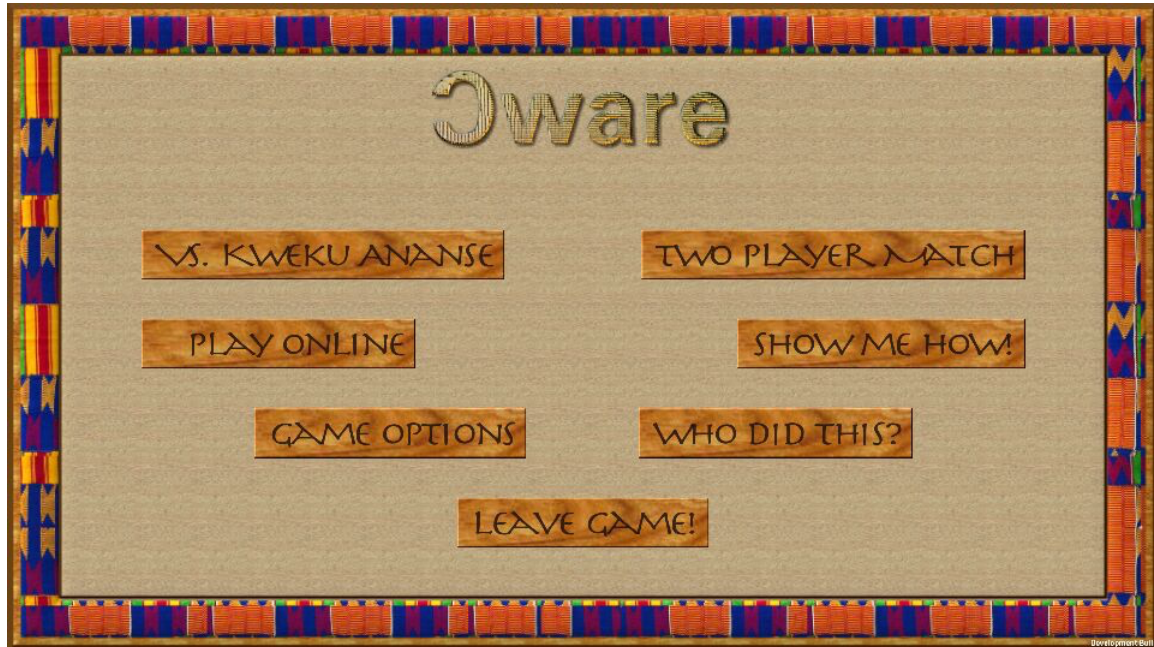 Ɔware
VS. KWEKU ANANSE
TWO PLAYER MATCH
PLAY ONLINE
SHOW ME HOW!
GAME OPTIONS
WHO DID THIS?
LEAVE GAME!
Development Buil